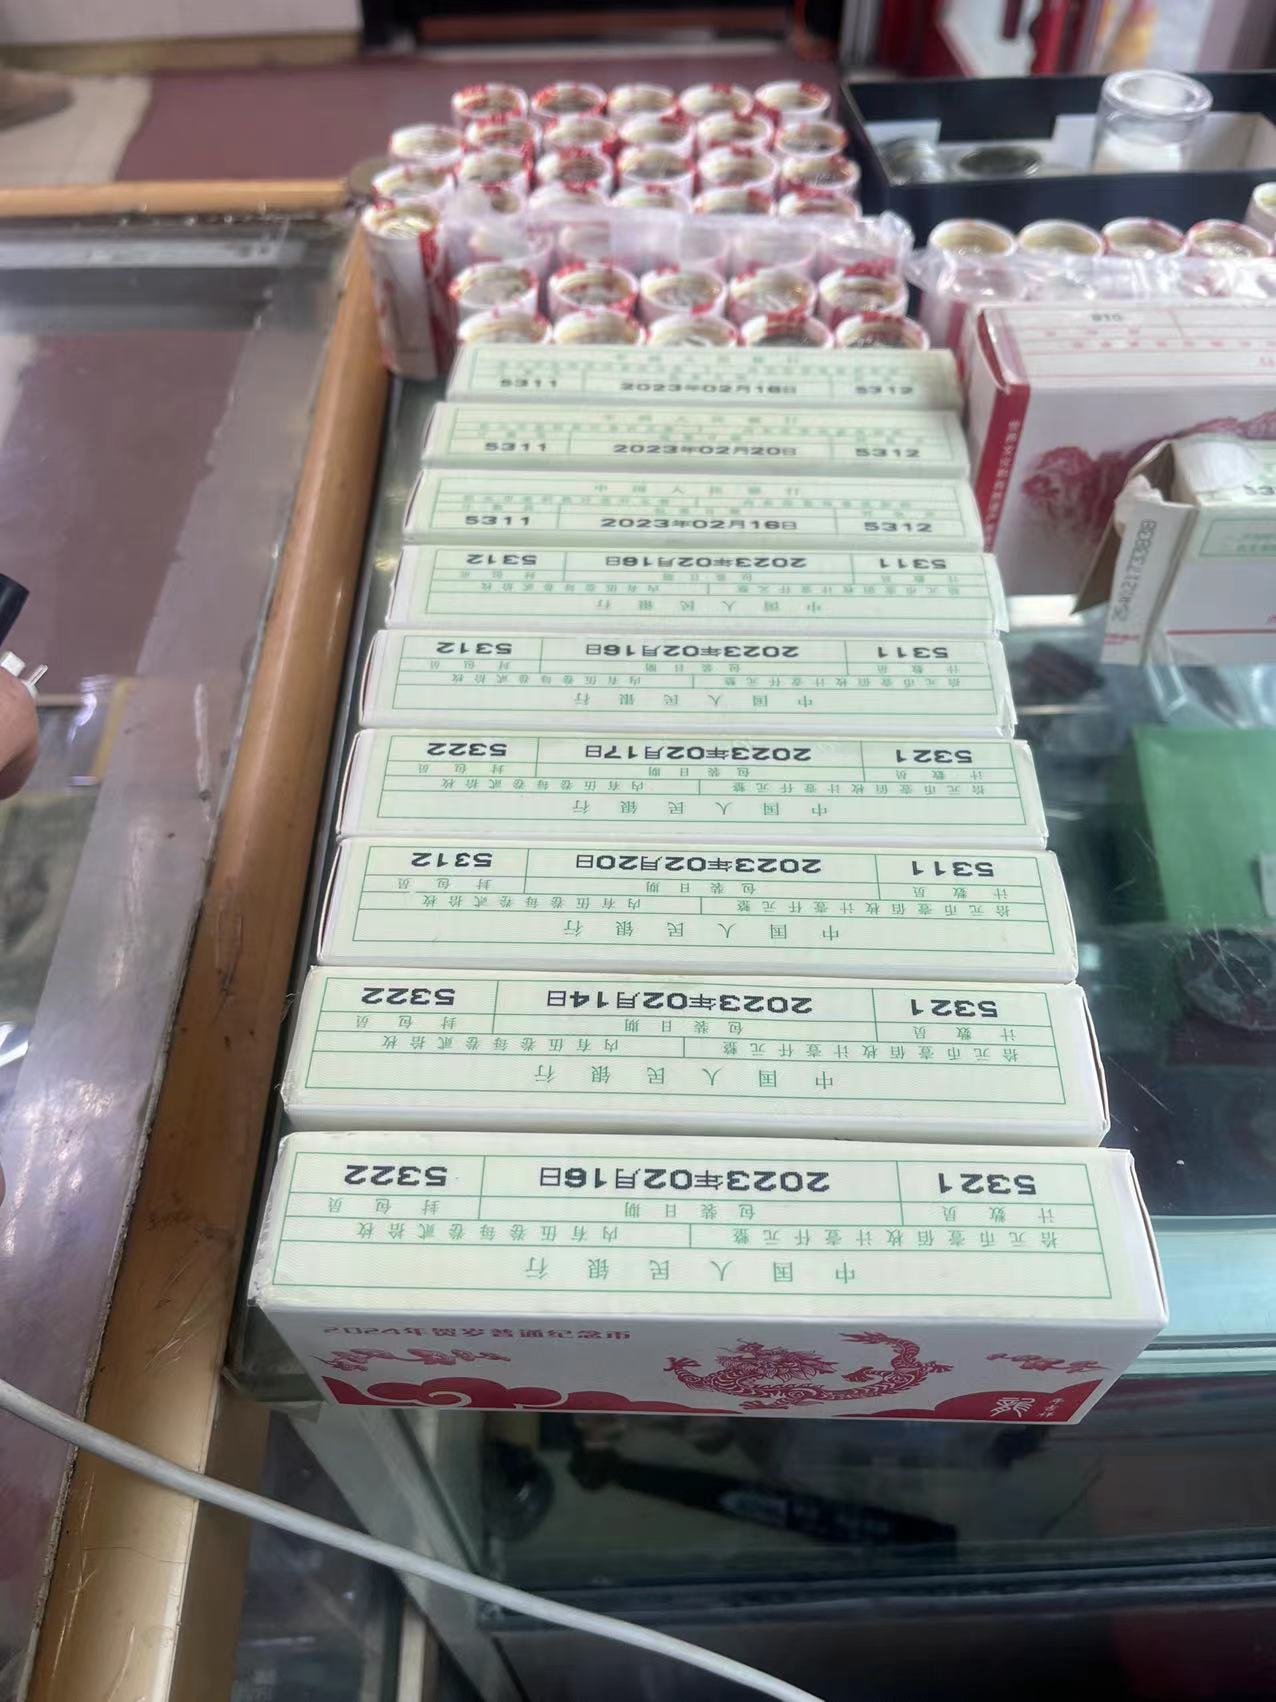 中国人民银行
5311 2023年02月16日 5312
5311 2023年02月20日 5312
中国人民银行
5311 2023年02月16日 5312
中国人民银行
拾元币壹佰枚计壹仟元整 内有伍卷每卷贰拾枚
计数员 包装日期 封包员
5311 2023年02月16日 5312
中国人民银行
拾元币壹佰枚计壹仟元整 内有伍卷每卷贰拾枚
计数员 包装日期 封包员
5311 2023年02月16日 5312
中国人民银行
拾元币壹佰枚计壹仟元整 内有伍卷每卷贰拾枚
计数员 包装日期 封包员
5321 2023年02月17日 5322
中国人民银行
拾元币壹佰枚计壹仟元整 内有伍卷每卷贰拾枚
计数员 包装日期 封包员
5311 2023年02月20日 5312
中国人民银行
拾元币壹佰枚计壹仟元整 内有伍卷每卷贰拾枚
计数员 包装日期 封包员
5321 2023年02月14日 5322
中国人民银行
拾元币壹佰枚计壹仟元整 内有伍卷每卷贰拾枚
计数员 包装日期 封包员
5321 2023年02月16日 5322
2024年贺岁普通纪念币